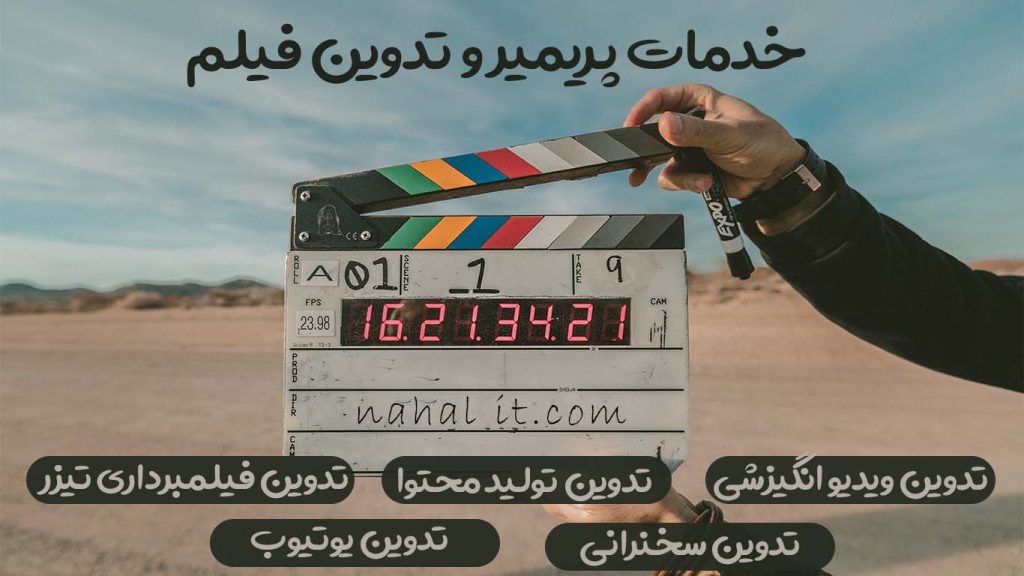 خدمات پریمیر و تدوین فیلم
EXPO
ROLL A 01 SCENE 1 TAKE 9
FPS
23.98
16.21.34.21
CAM
PROD
DIR nahal it.com
تدوین ویدیو انگیزشی
تدوین تولید محتوا
تدوین فیلمبرداری تیزر
تدوین سخنرانی
تدوین یوتیوب